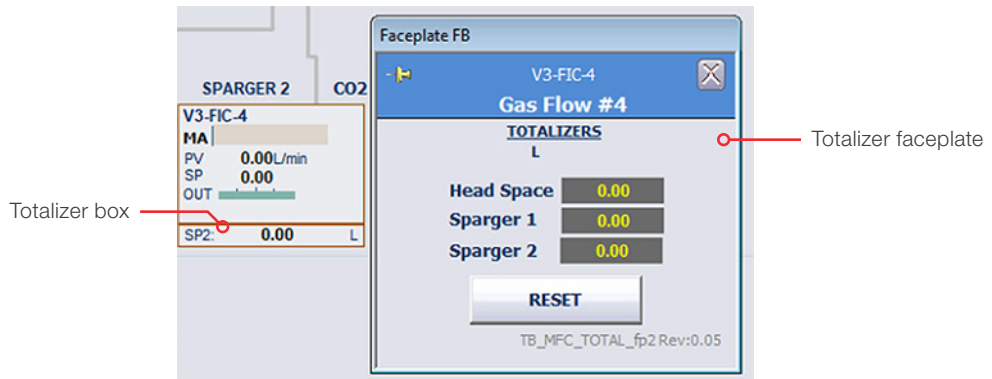 SPARGER 2
CO2
V3-FIC-4
MA
PV 0.00 L/min
SP 0.00
OUT
SP2: 0.00 L
Totalizer box
Faceplate FB
V3-FIC-4
Gas Flow #4
TOTALIZERS
L
Head Space 0.00
Sparger 1 0.00
Sparger 2 0.00
RESET
TB_MFC_TOTAL_fp2 Rev:0.05
Totalizer faceplate